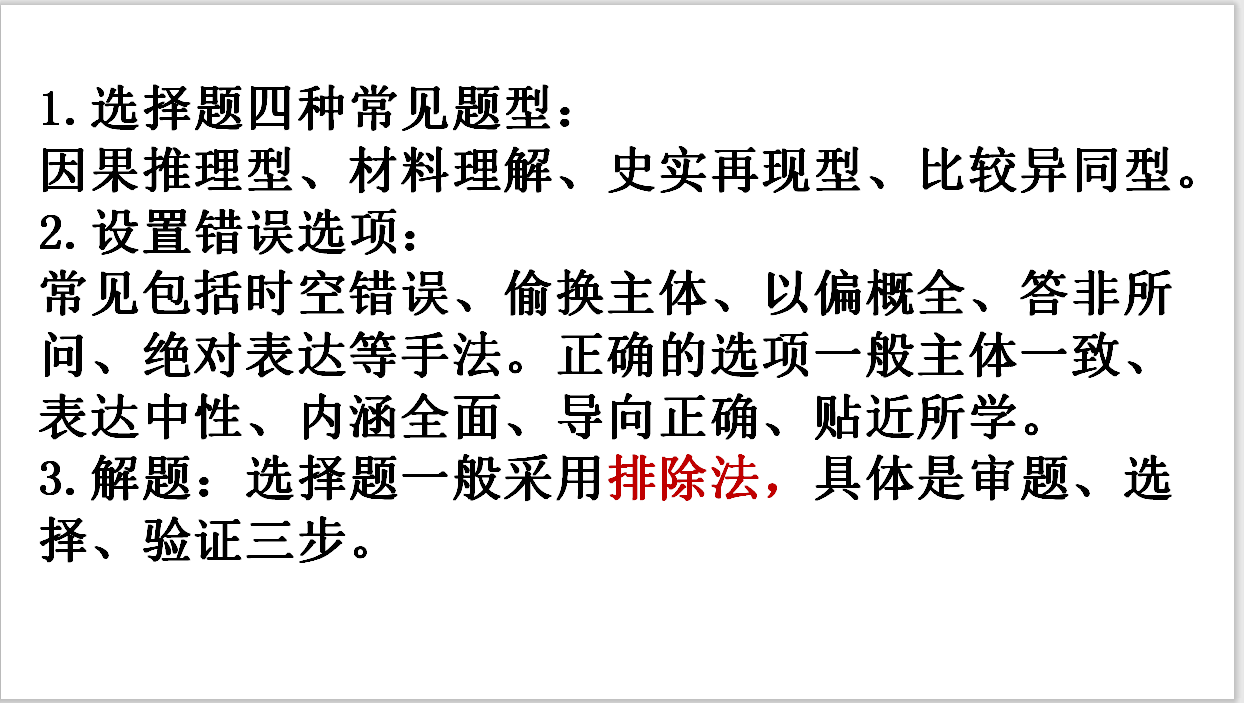 1. 选择题四种常见题型：
因果推理型、材料理解、史实再现型、比较异同型。
2. 设置错误选项：
常见包括时空错误、偷换主体、以偏概全、答非所
问、绝对表达等手法。正确的选项一般主体一致、
表达中性、内涵全面、导向正确、贴近所学。
3. 解题：选择题一般采用排除法，具体是审题、选
择、验证三步。